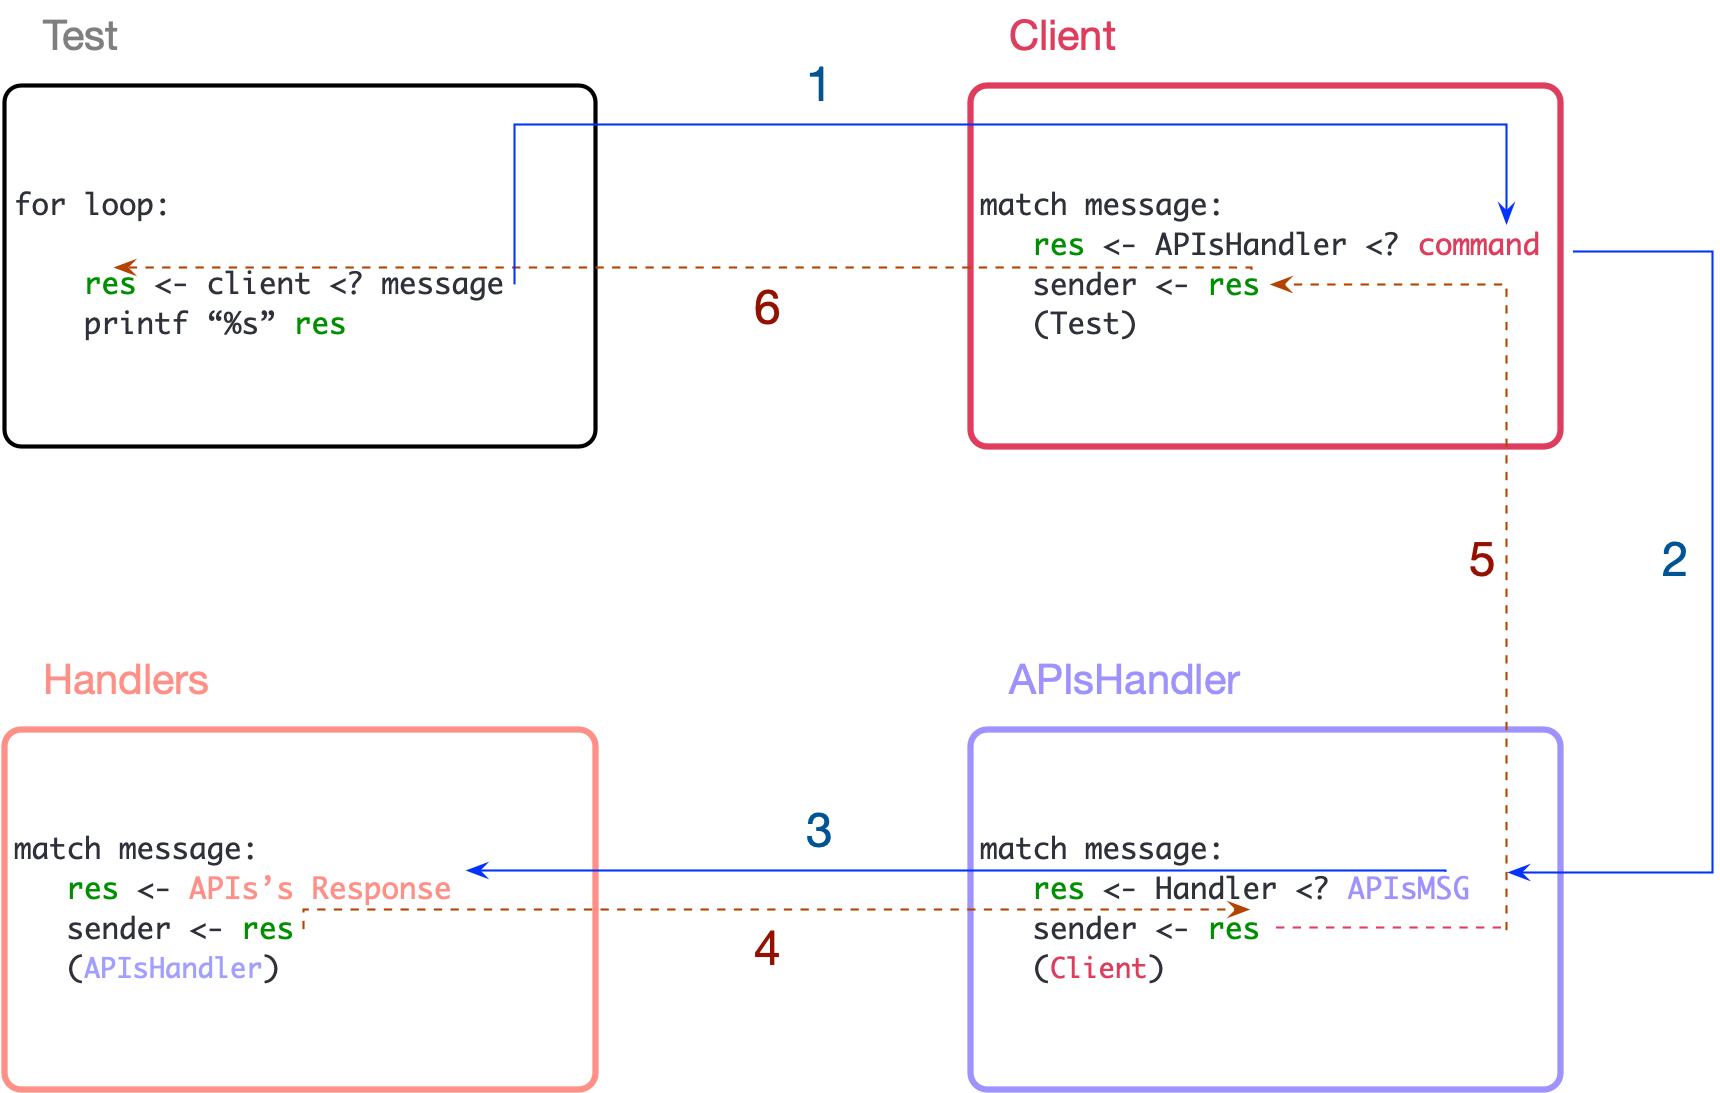 Test
Client
1
for loop:
res <- client <? message
printf “%s” res
match message:
res <- APIsHandler <? command
sender <- res
(Test)
6
5
2
Handlers
APIsHandler
match message:
res <- APIs’s Response
sender <- res
(APIsHandler)
3
4
match message:
res <- Handler <? APIsMSG
sender <- res
(Client)